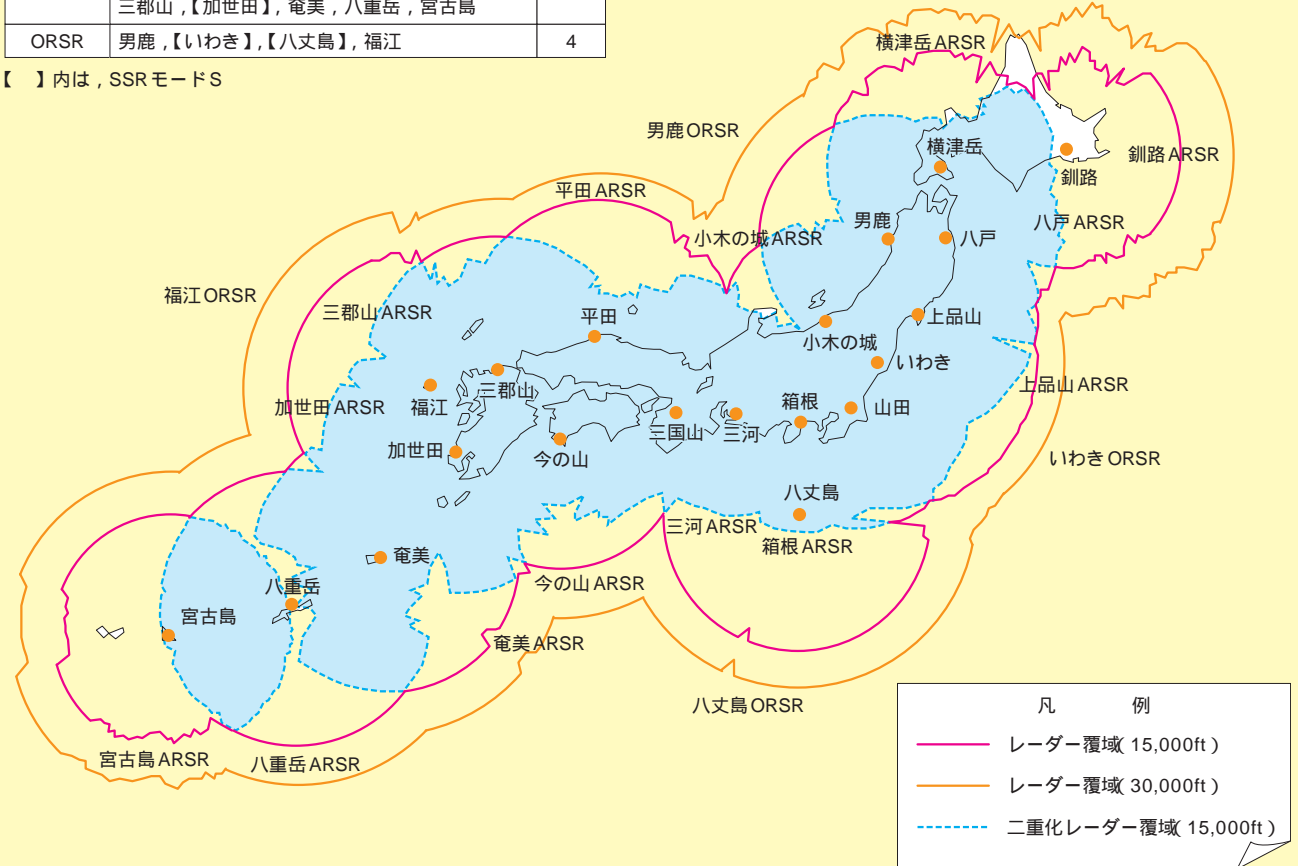 三郡山,【加世田】, 奄美 , 八重岳 , 宮古島
ORSR 男鹿 ,【いわき】,【八丈島】, 福江 4
【 】内は , SSRモードS
横津岳ARSR
男鹿ORSR
横津岳
釧路ARSR
釧路
平田ARSR
八戸ARSR
小木の城ARSR
男鹿
八戸
福江ORSR
三郡山ARSR
平田
上品山
小木の城
いわき
三郡山
上品山ARSR
加世田ARSR
福江
箱根
山田
三国山
三河
加世田
今の山
いわきORSR
八丈島
三河ARSR
箱根ARSR
奄美
今の山ARSR
八重岳
宮古島
奄美ARSR
八丈島ORSR
宮古島ARSR
八重岳ARSR
凡 例
レーダー覆域( 15,000ft )
レーダー覆域( 30,000ft )
二重化レーダー覆域( 15,000ft )